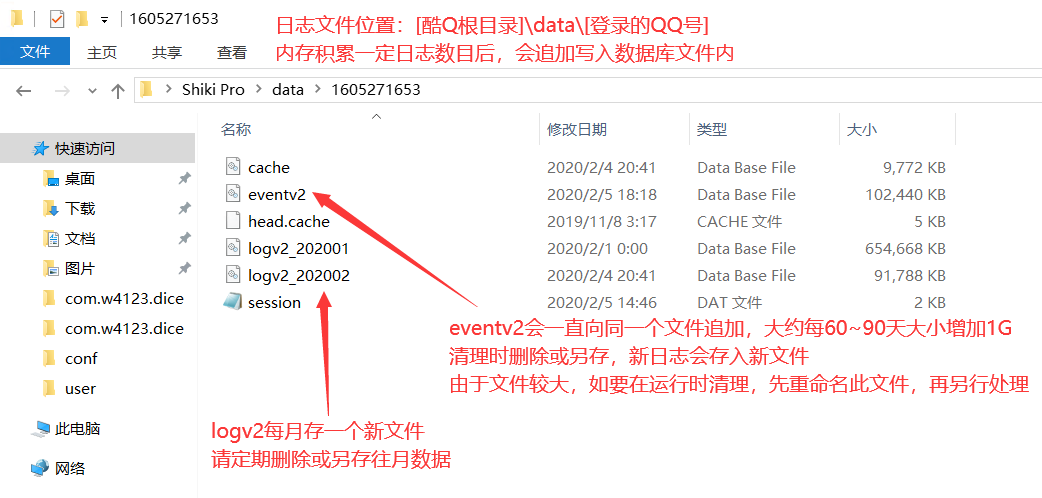 1605271653
日志文件位置：[酷Q根目录]\data\[登录的QQ号]
内存积累一定日志数目后，会追加写入数据库文件内
文件 主页 共享 查看
Shiki Pro data 1605271653
名称 修改日期 类型 大小
快速访问
桌面
下载
文档
图片
com.w4123.dice
com.w4123.dice
conf
user
此电脑
网络
cache 2020/2/4 20:41 Data Base File 9,772 KB
eventv2 2020/2/5 18:18 Data Base File 102,440 KB
head.cache 2019/11/8 3:17 CACHE 文件 5 KB
logv2_202001 2020/2/1 0:00 Data Base File 654,668 KB
logv2_202002 2020/2/4 20:41 Data Base File 91,788 KB
session 2020/2/5 14:46 DAT 文件 2 KB
eventv2会一直向同一个文件追加，大约每60~90天大小增加1G
清理时删除或另存，新日志会存入新文件
由于文件较大，如要在运行时清理，先重命名此文件，再另行处理
logv2每月存一个新文件
请定期删除或另存往月数据